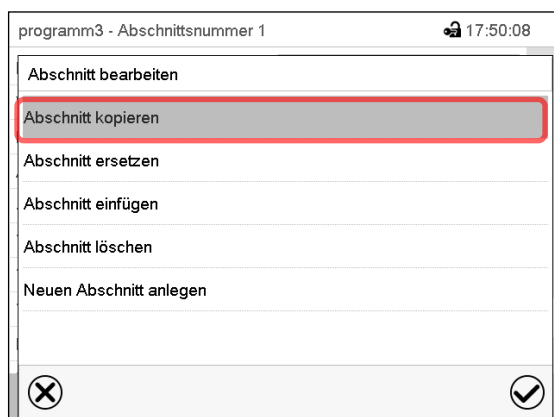 programm3 - Abschnittsnummer 1 17:50:08
Abschnitt bearbeiten
Abschnitt kopieren
Abschnitt ersetzen
Abschnitt einfügen
Abschnitt löschen
Neuen Abschnitt anlegen